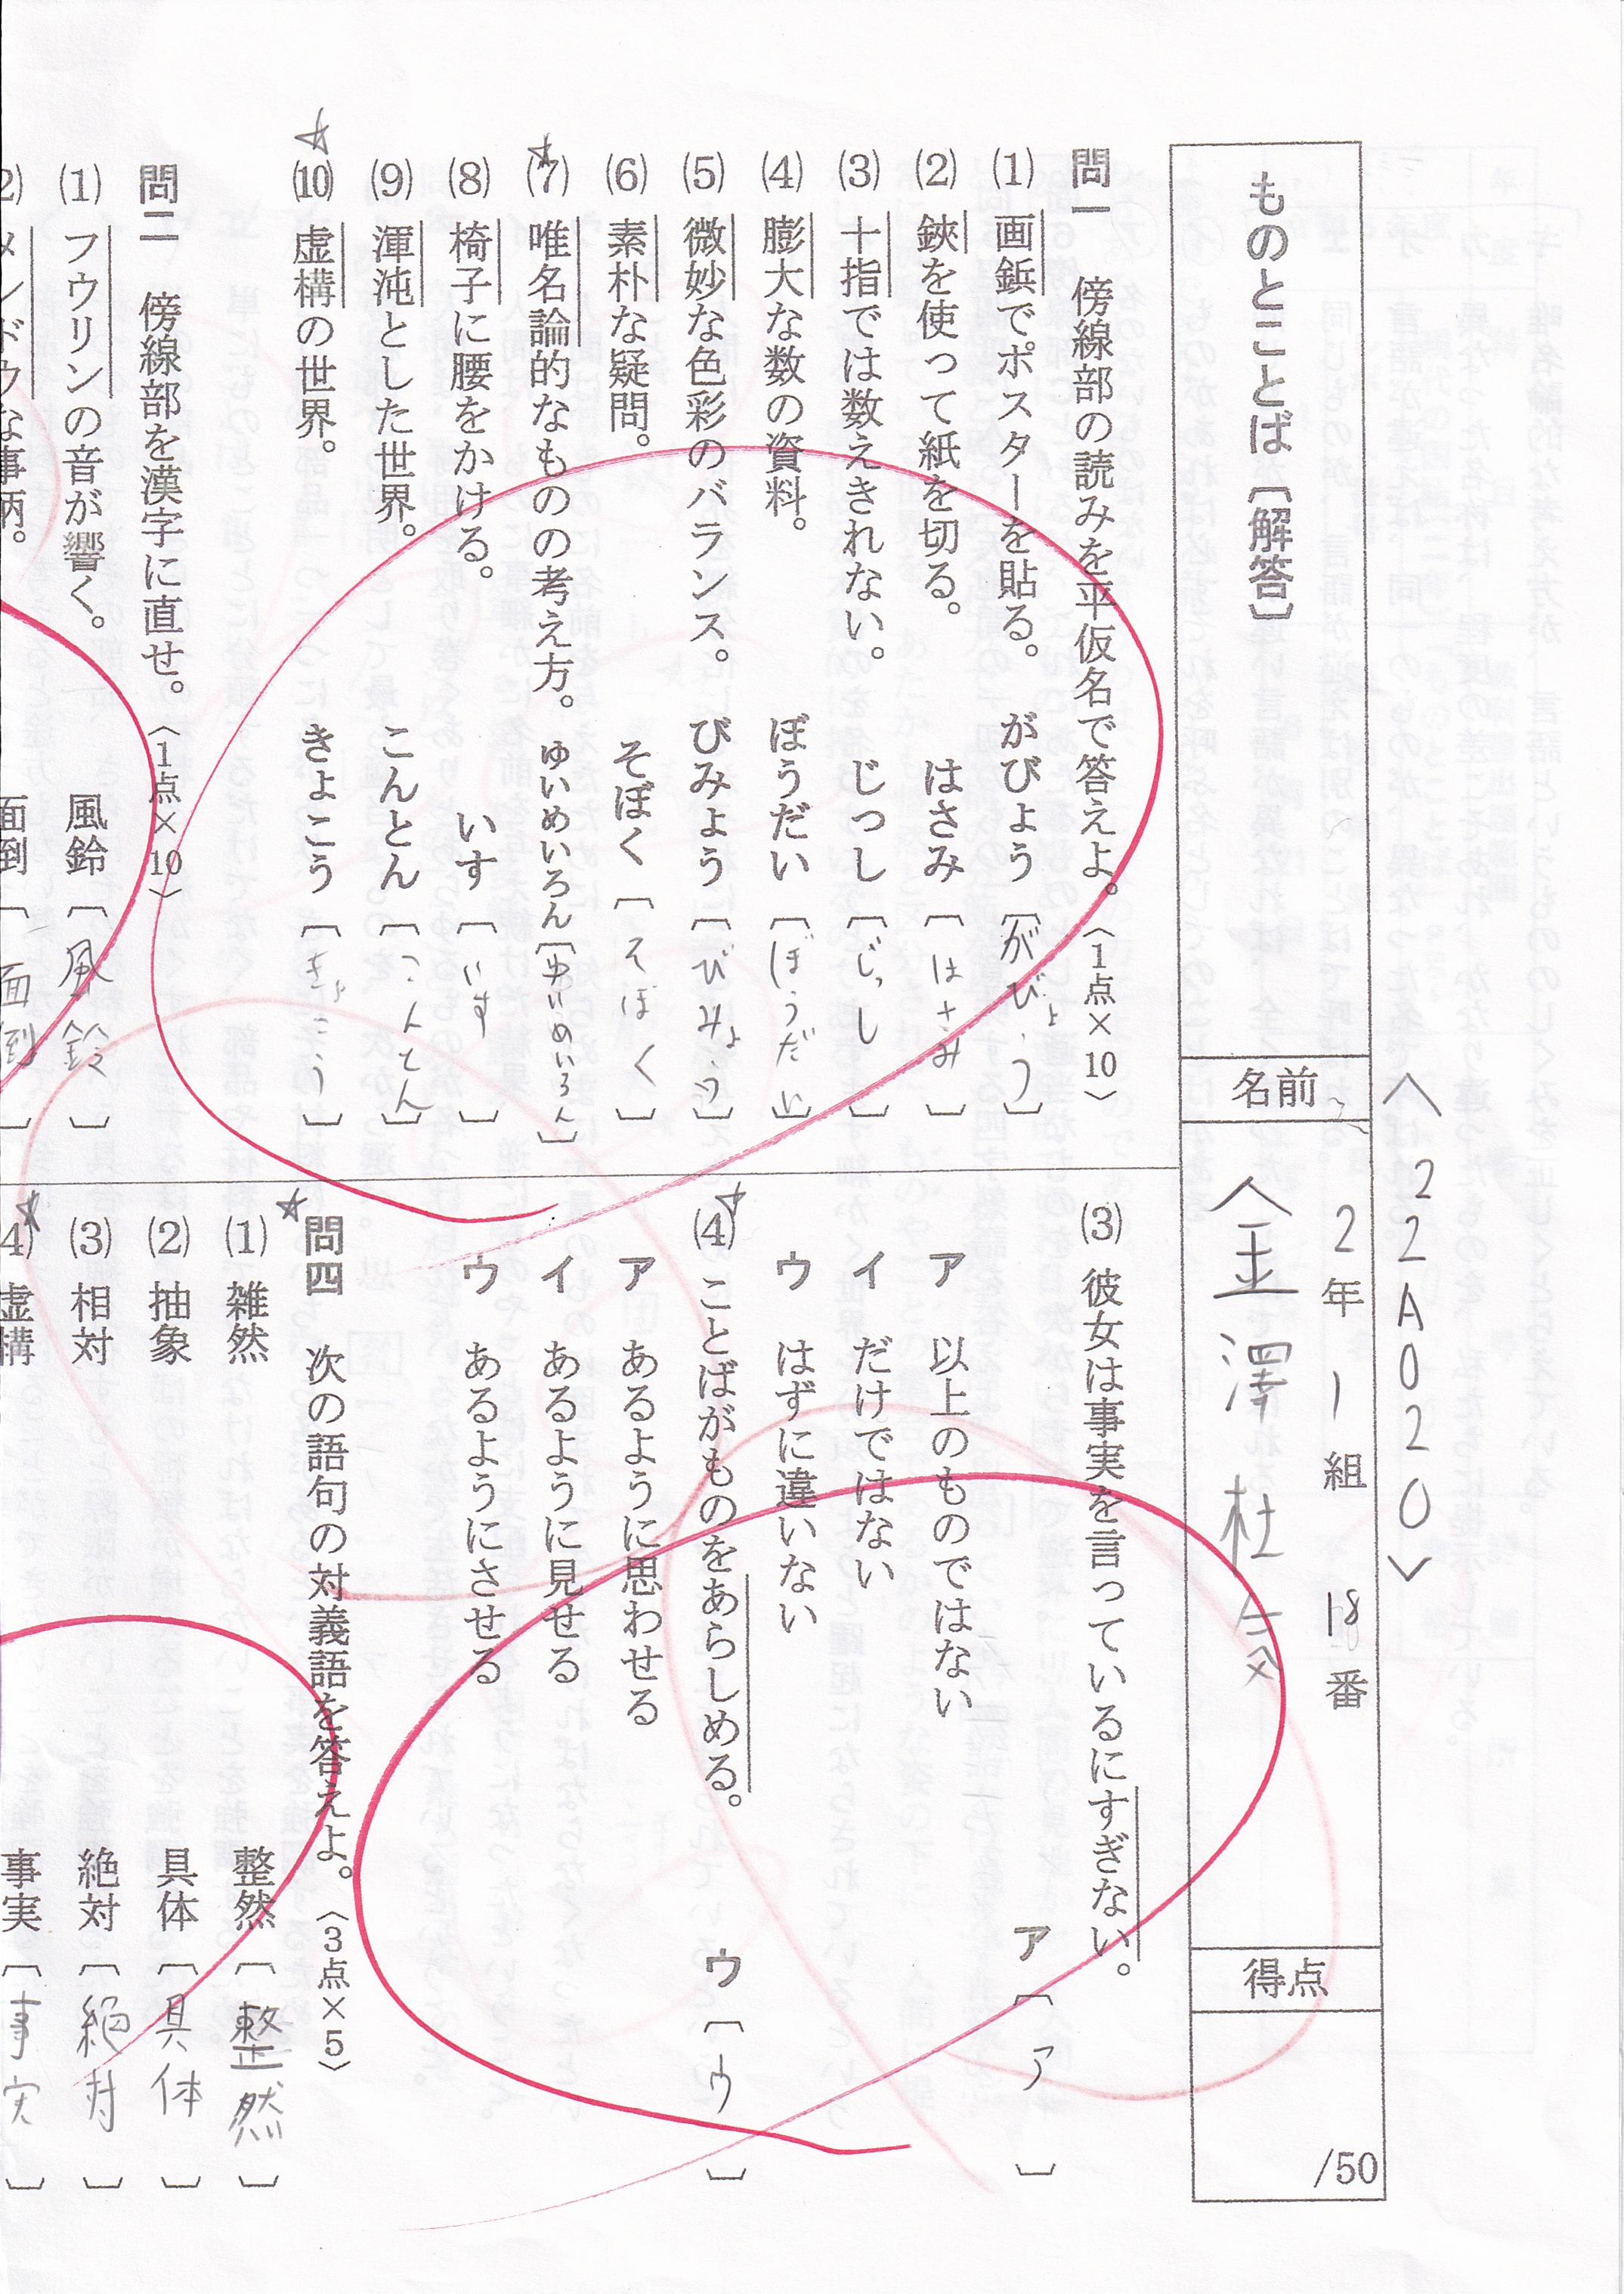 〈22A020〉
ものとことば〔解答〕
名前
2年 1組 18番
金澤 杜
得点
/50
問一 傍線部の読みを平仮名で答えよ。〈1点×10〉
(1) 画鋲でポスターを貼る。 がびょう〔がびょう〕
(2) 鋏を使って紙を切る。 はさみ〔はさみ〕
(3) 十指では数えきれない。 じっし〔じっし〕
(4) 膨大な数の資料。 ぼうだい〔ぼうだい〕
(5) 微妙な色彩のバランス。 びみょう〔びみょう〕
(6) 素朴な疑問。 そぼく〔そぼく〕
(7) 唯名論的なものの考え方。 ゆいめいろん〔ゆいめいろん〕
(8) 椅子に腰をかける。 いす〔いす〕
(9) 渾沌とした世界。 こんとん〔こんとん〕
(10) 虚構の世界。 きょこう〔きょこう〕
問二 傍線部を漢字に直せ。〈1点×10〉
(1) フウリンの音が響く。 風鈴〔風鈴〕
(2) メンドウな事柄。 面倒〔面倒〕
(3) 彼女は事実を言っているにすぎない。 ア〔ア〕
ア 以上のものではない
イ だけではない
ウ はずに違いない
(4) ことばがものをあらしめる。 ウ〔ウ〕
ア あるように思わせる
イ あるように見せる
ウ あるようにさせる
問四 次の語句の対義語を答えよ。〈3点×5〉
(1) 雑然 整然〔整然〕
(2) 抽象 具体〔具体〕
(3) 相対 絶対〔絶対〕
(4) 虚構 事実〔事実〕